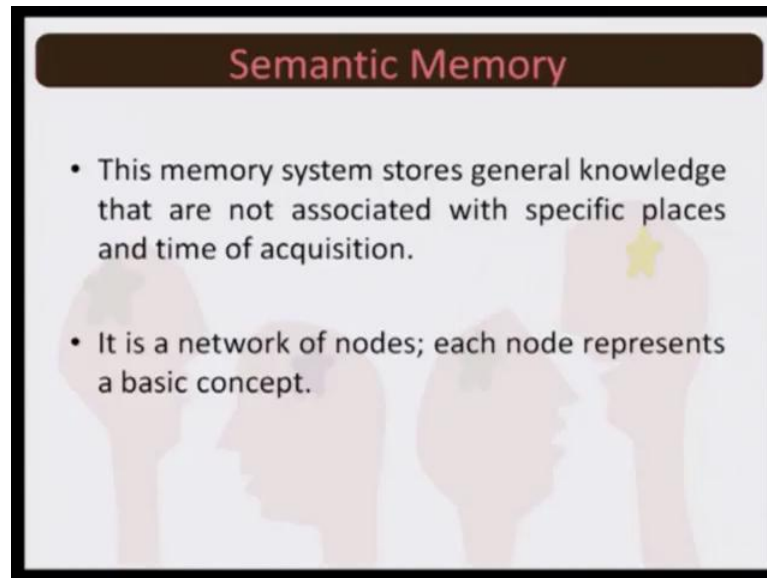 Semantic Memory
• This memory system stores general knowledge
that are not associated with specific places
and time of acquisition.
• It is a network of nodes; each node represents
a basic concept.